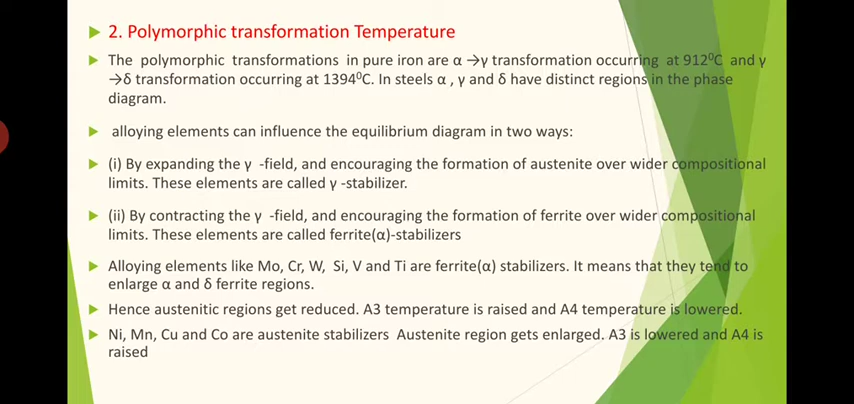 2. Polymorphic transformation Temperature
The polymorphic transformations in pure iron are α →γ transformation occurring at 912⁰C and γ
→δ transformation occurring at 1394⁰C. In steels α , γ and δ have distinct regions in the phase
diagram.
alloying elements can influence the equilibrium diagram in two ways:
(i) By expanding the γ -field, and encouraging the formation of austenite over wider compositional
limits. These elements are called γ -stabilizer.
(ii) By contracting the γ -field, and encouraging the formation of ferrite over wider compositional
limits. These elements are called ferrite(α)-stabilizers
Alloying elements like Mo, Cr, W, Si, V and Ti are ferrite(α) stabilizers. It means that they tend to
enlarge α and δ ferrite regions.
Hence austenitic regions get reduced. A3 temperature is raised and A4 temperature is lowered.
Ni, Mn, Cu and Co are austenite stabilizers Austenite region gets enlarged. A3 is lowered and A4 is
raised